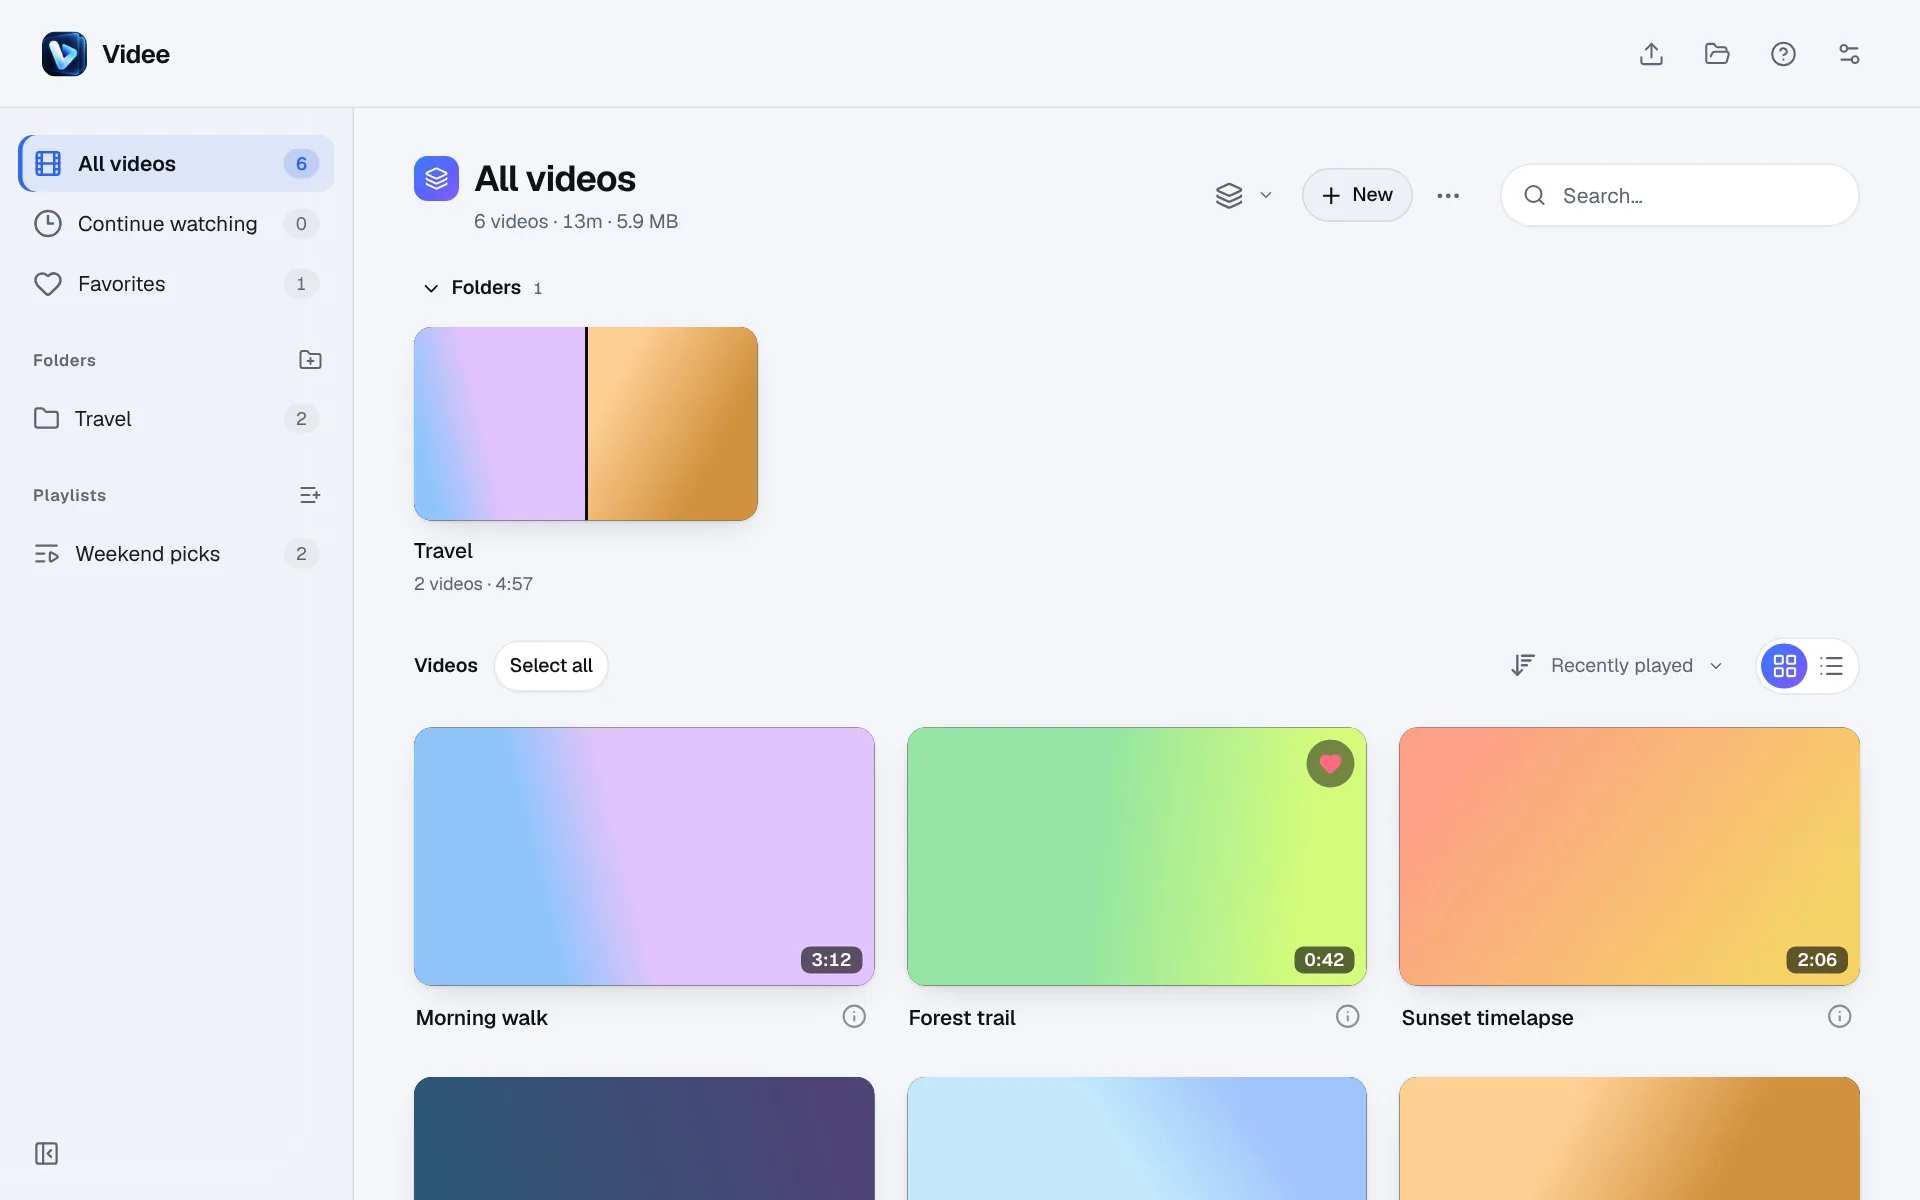 Videe
All videos 6
Continue watching 0
Favorites 1
Folders
Travel 2
Playlists
Weekend picks 2
All videos
6 videos · 13m · 5.9 MB
New
Search...
Folders 1
Travel
2 videos · 4:57
Videos
Select all
Recently played
3:12
0:42
2:06
Morning walk
Forest trail
Sunset timelapse